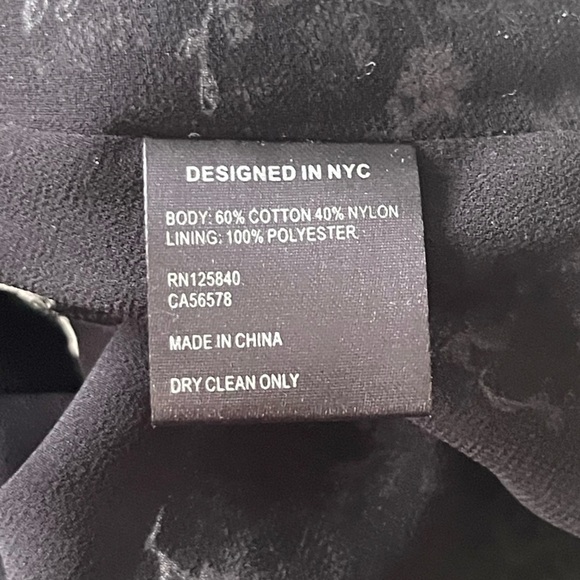 DESIGNED IN NYC
BODY: 60% COTTON 40% NYLON
LINING: 100% POLYESTER
RN125840
CA56578
MADE IN CHINA
DRY CLEAN ONLY